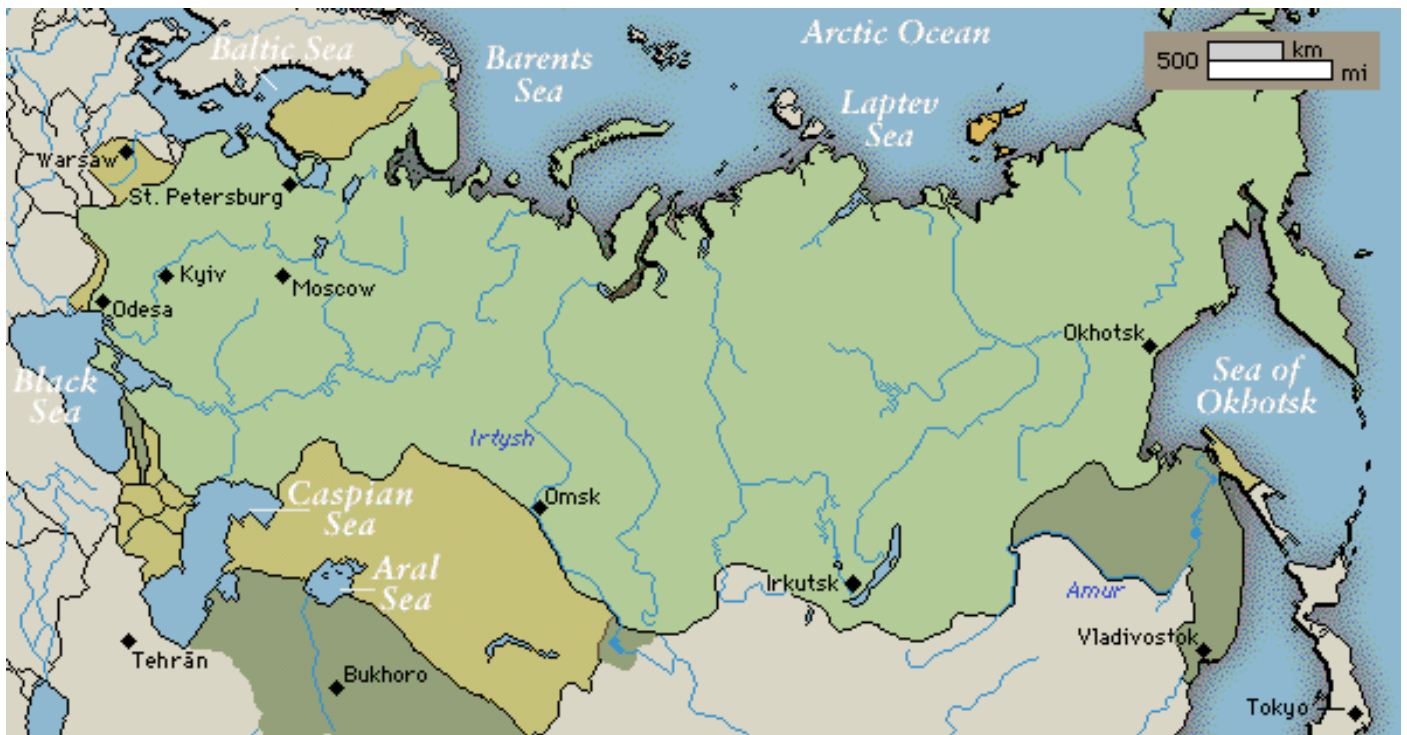 Baltic Sea
Barents
Sea
Arctic Ocean
500
km
mi
Laptev
Sea
Warsaw
St. Petersburg
Kyiv
Moscow
Odesa
Okhotsk
Black
Sea
Sea of
Okhotsk
Irtysh
Caspian
Sea
Omsk
Aral
Sea
Irkutsk
Amur
Vladivostok
Tehrān
Bukhoro
Tokyo